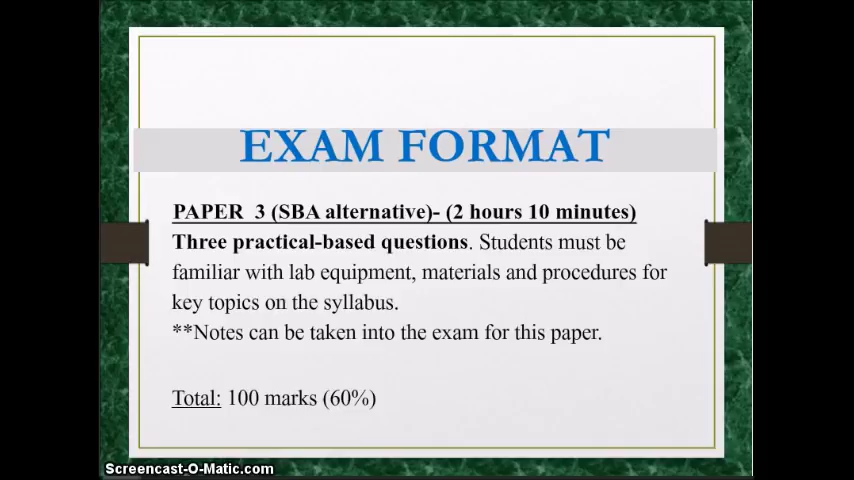 EXAM FORMAT
PAPER 3 (SBA alternative)- (2 hours 10 minutes)
Three practical-based questions. Students must be
familiar with lab equipment, materials and procedures for
key topics on the syllabus.
**Notes can be taken into the exam for this paper.
Total: 100 marks (60%)
Screencast-O-Matic.com